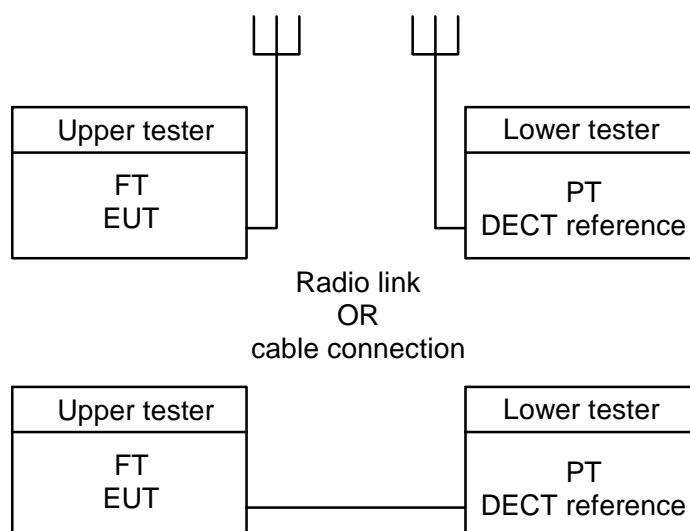 Upper tester
FT
EUT
Lower tester
PT
DECT reference
Radio link
OR
cable connection
Upper tester
FT
EUT
Lower tester
PT
DECT reference